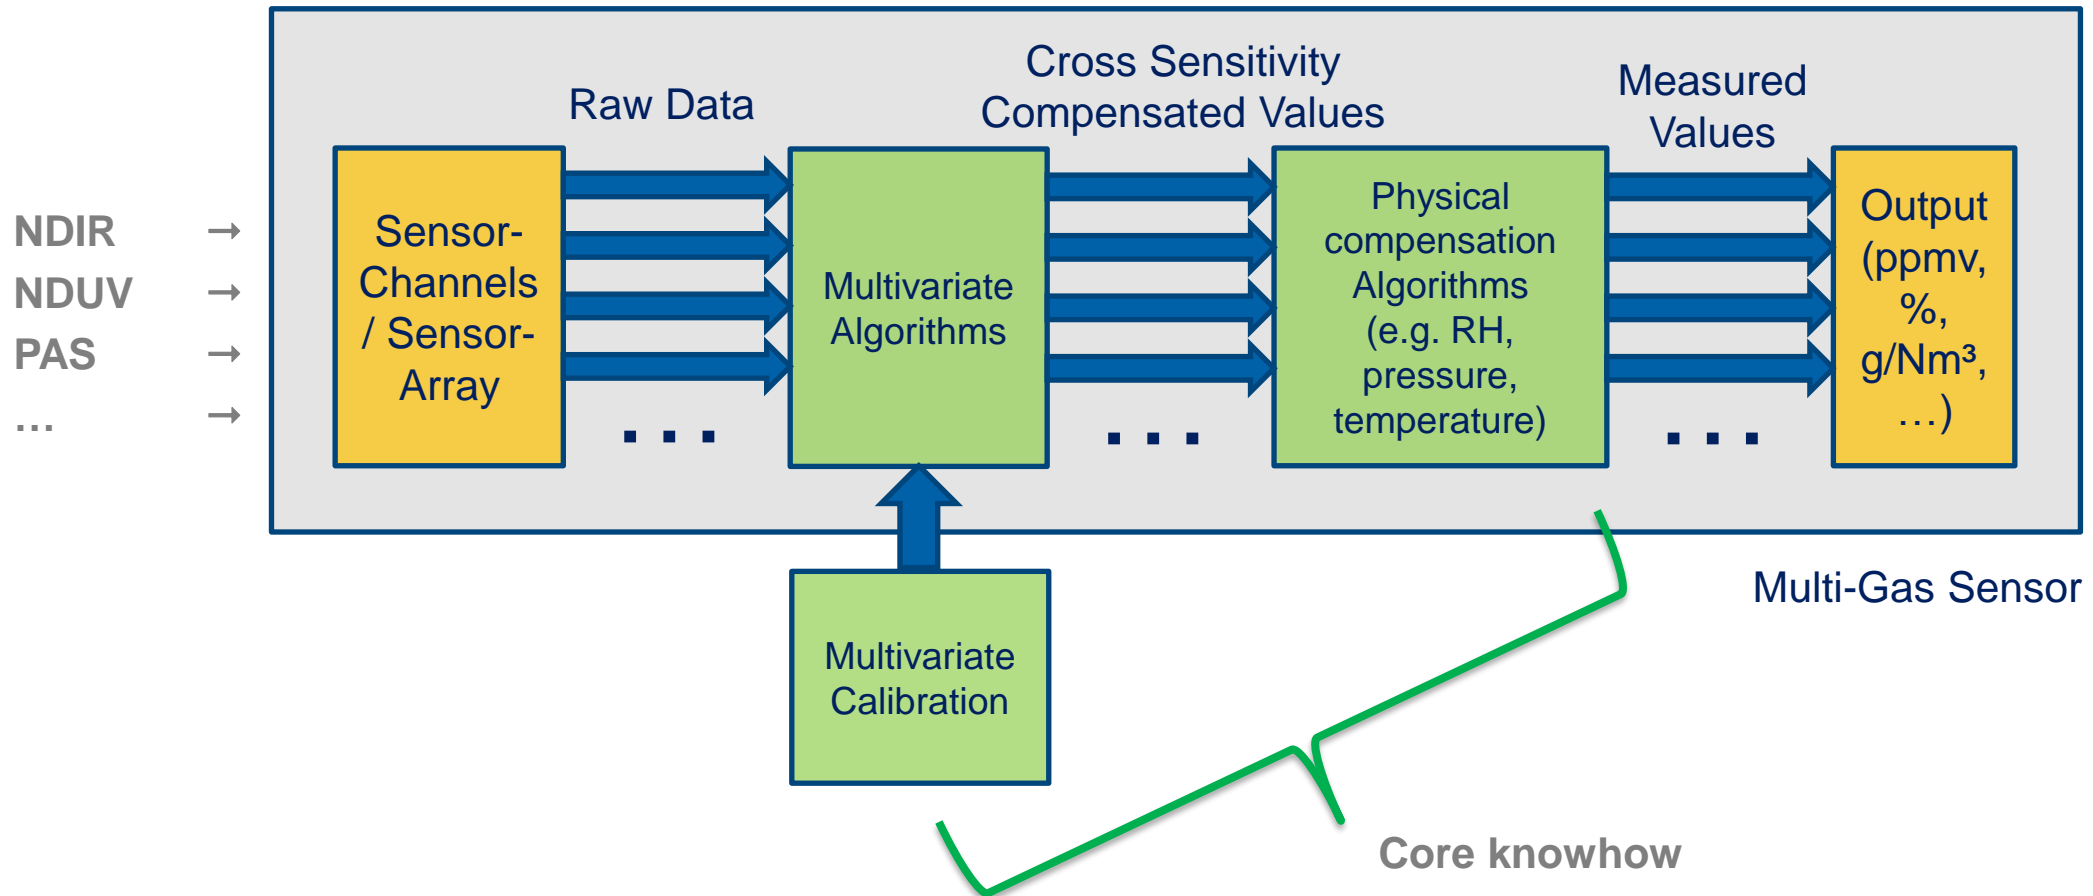 NDIR →
NDUV →
PAS →
… →
Raw Data
Cross Sensitivity
Compensated Values
Measured
Values
Sensor-
Channels
/ Sensor-
Array
Multivariate
Algorithms
Physical
compensation
Algorithms
(e.g. RH,
pressure,
temperature)
Output
(ppmv,
%,
g/Nm³,
…)
. . .
. . .
. . .
Multi-Gas Sensor
Multivariate
Calibration
Core knowhow